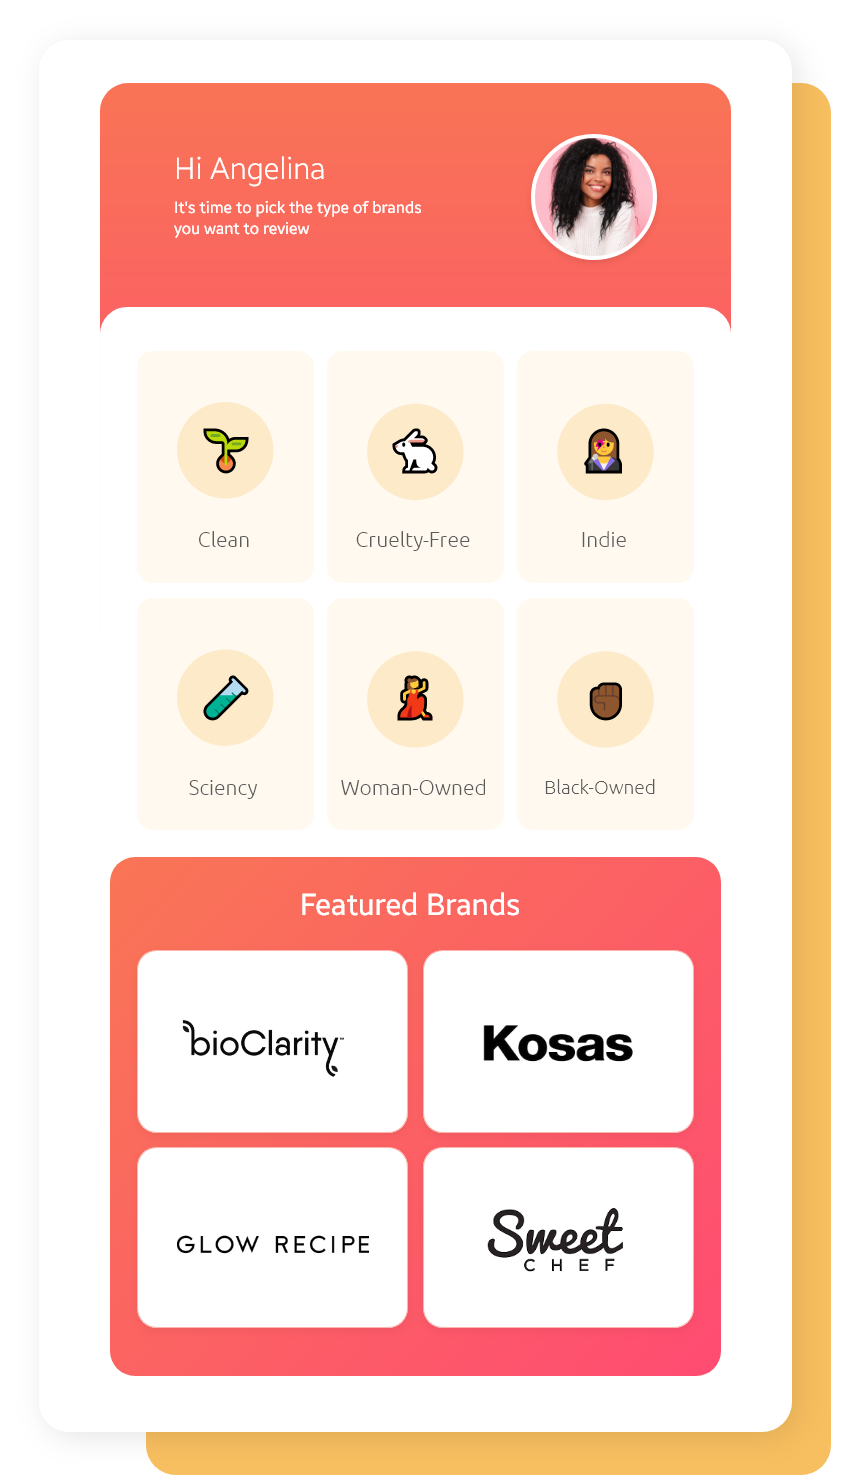 Hi Angelina
It's time to pick the type of brands
you want to review
Clean
Cruelty-Free
Indie
Sciency
Woman-Owned
Black-Owned
Featured Brands
bioClarity™
Kosas
GLOW RECIPE
Sweet
CHEF